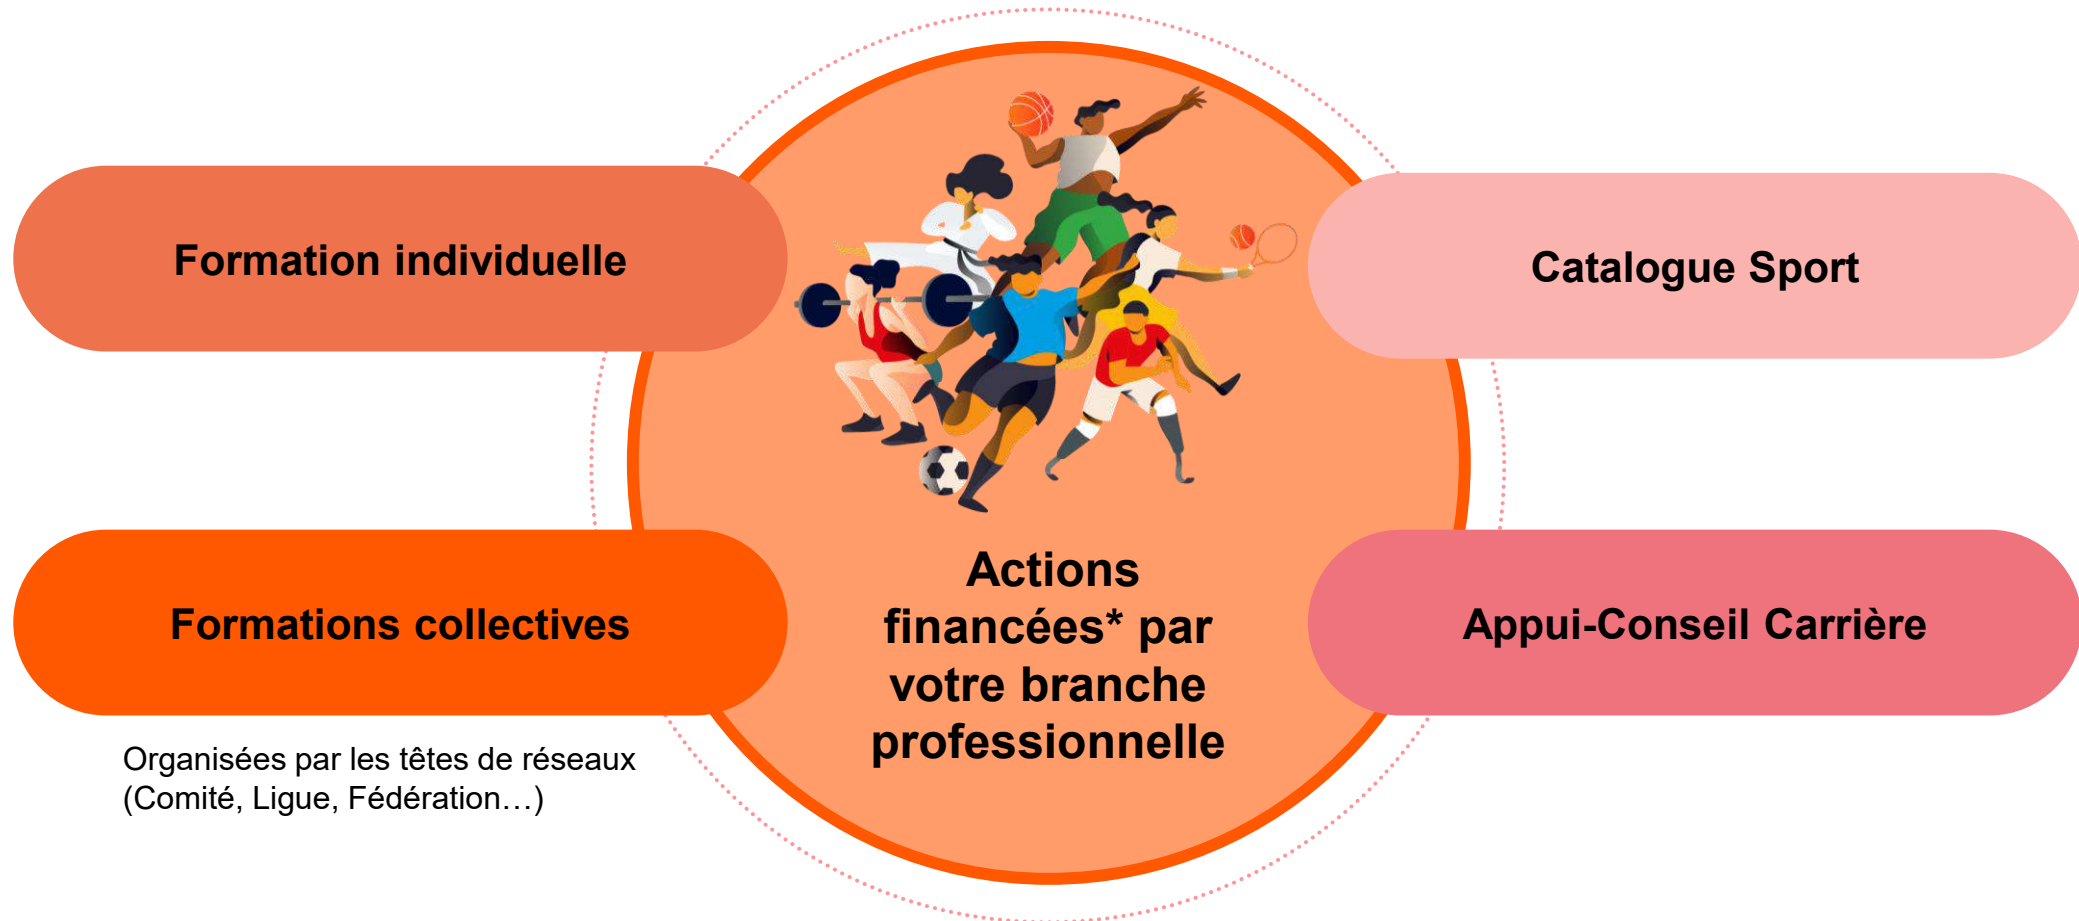 Formation individuelle
Catalogue Sport
Formations collectives
Organisées par les têtes de réseaux
(Comité, Ligue, Fédération…)
Actions
financées* par
votre branche
professionnelle
Appui-Conseil Carrière